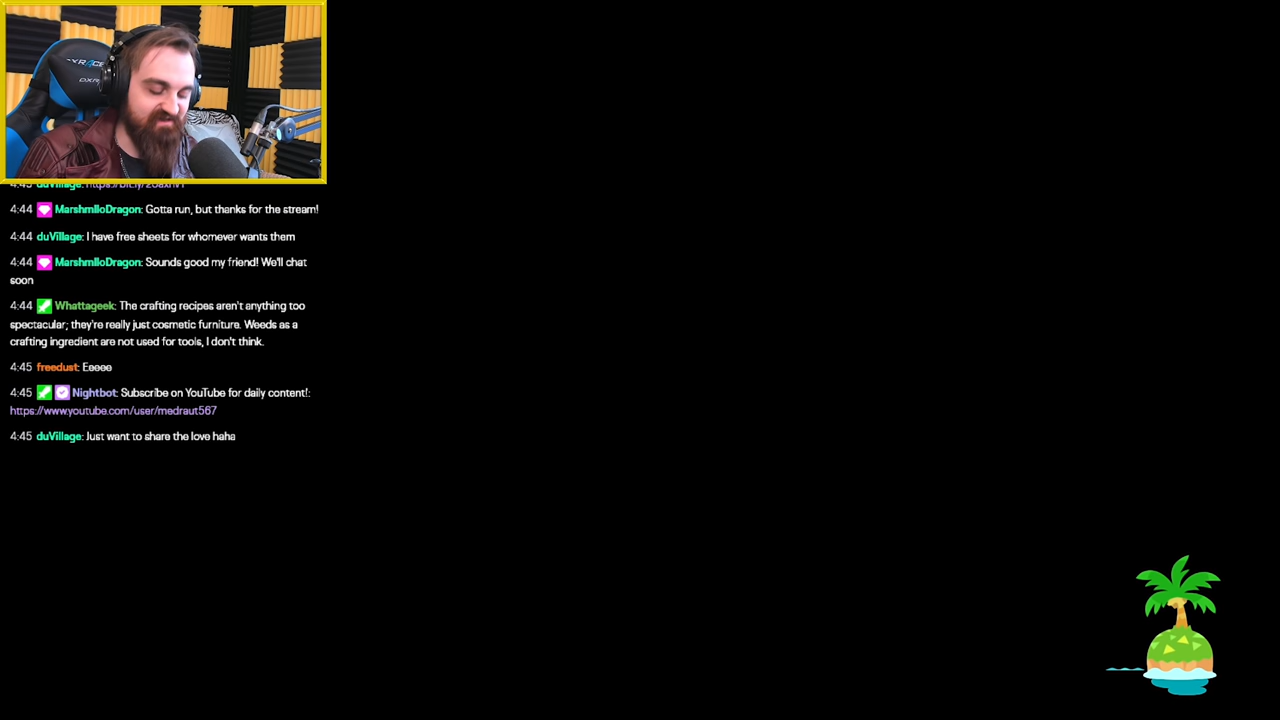 4:43 duVillage:
4:44 MarshmlloDragon: Gotta run, but thanks for the stream!
4:44 duVillage: I have free sheets for whomever wants them
4:44 MarshmlloDragon: Sounds good my friend! We'll chat
soon
4:44 Whattageek: The crafting recipes aren't anything too
spectacular; they're really just cosmetic furniture. Weeds as a
crafting ingredient are not used for tools, I don't think.
4:45 freedust: Eeeee
4:45 Nightbot: Subscribe on YouTube for daily content!:
https://www.youtube.com/user/medraut567
4:45 duVillage: Just want to share the love haha